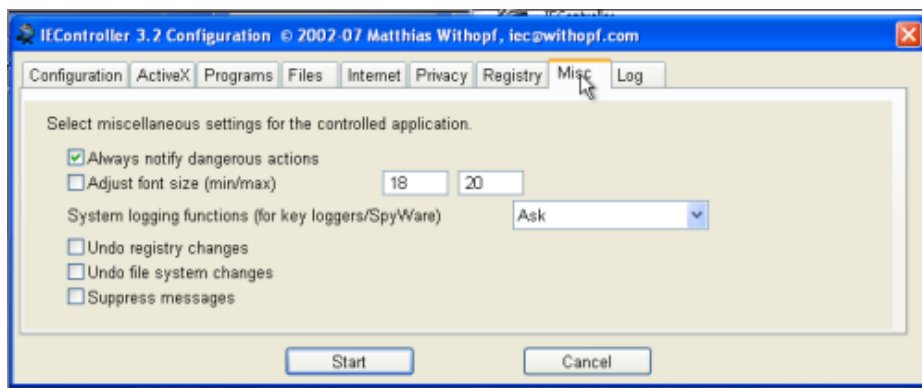 IEController 3.2 Configuration © 2002-07 Matthias Withopf, iec@withopf.com
Configuration ActiveX Programs Files Internet Privacy Registry Misc Log
Select miscellaneous settings for the controlled application.
Always notify dangerous actions
Adjust font size (min/max) 18 20
System logging functions (for key loggers/SpyWare) Ask
Undo registry changes
Undo file system changes
Suppress messages
Start Cancel